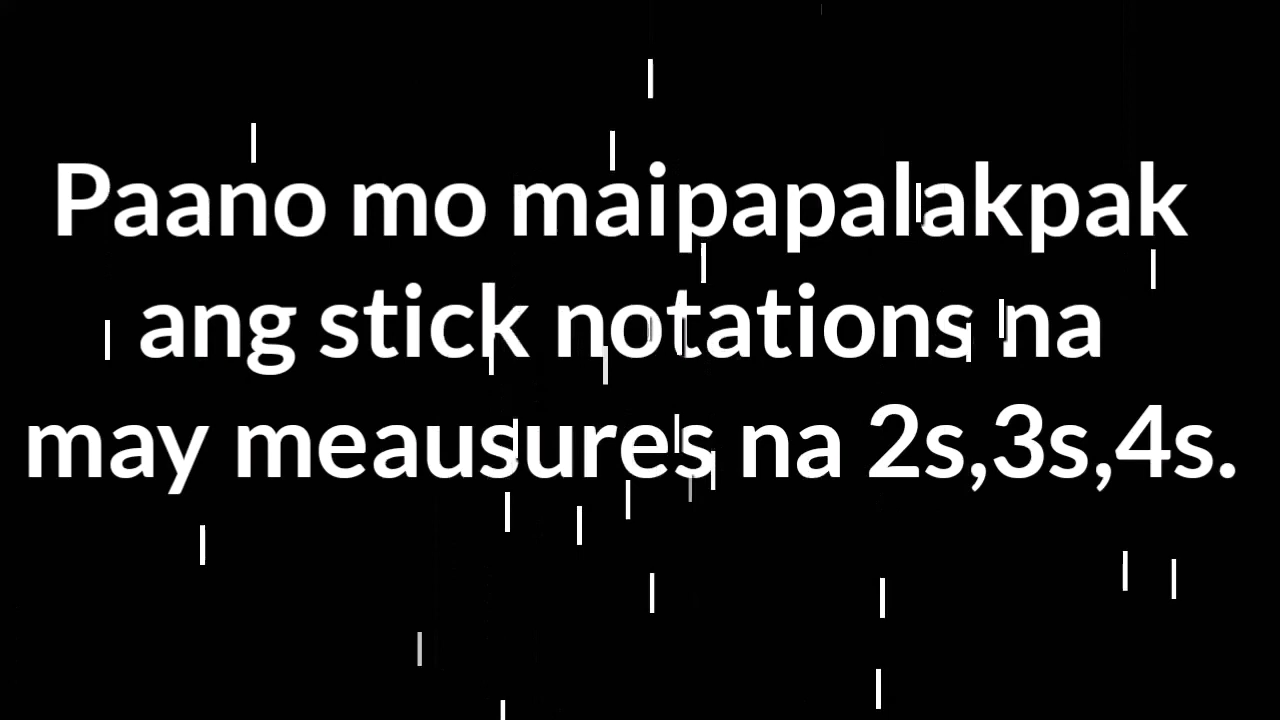 Paano mo maipapalakpak
ang stick notations na
may meausures na 2s,3s,4s.